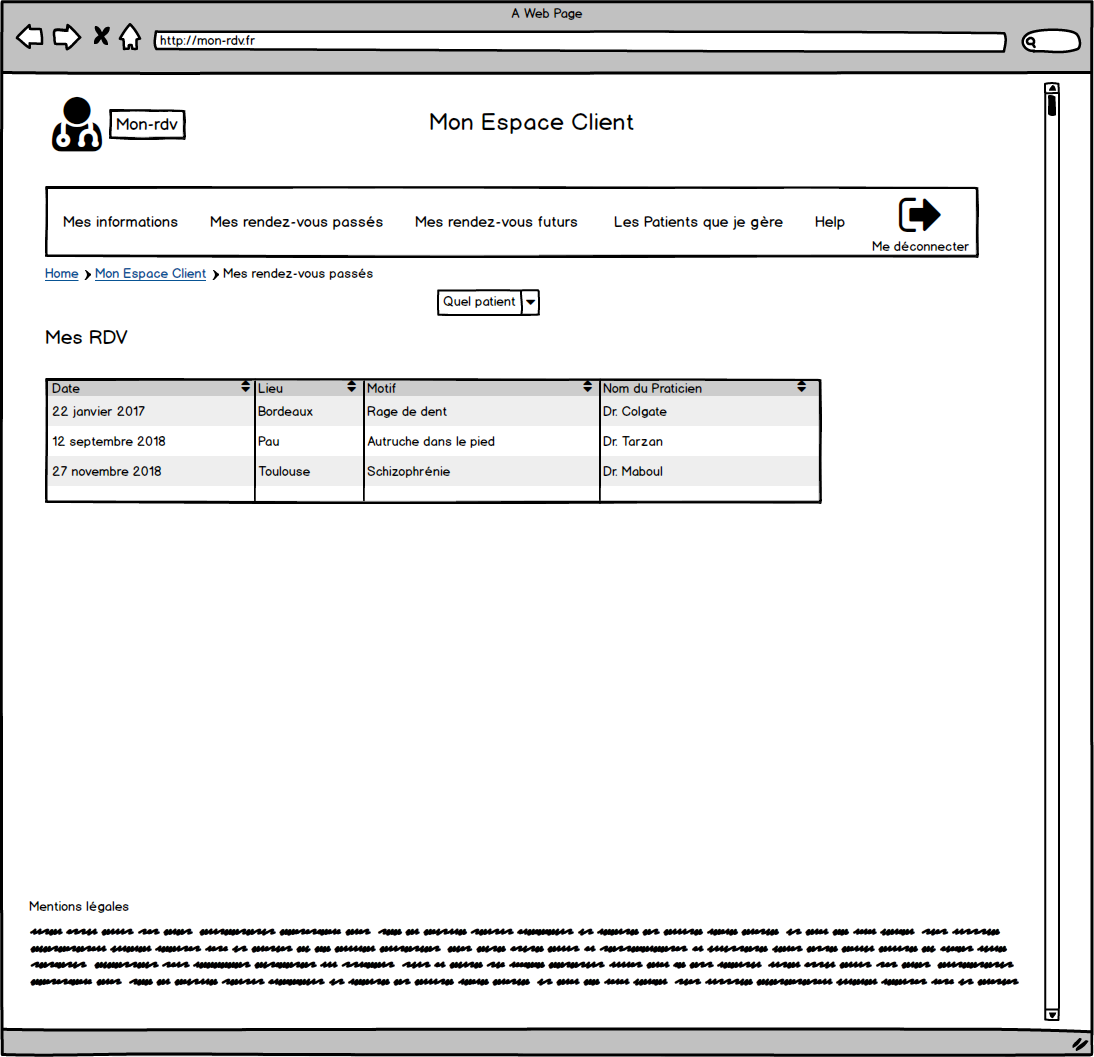 A Web Page
http://mon-rdv.fr
Mon-rdv
Mon Espace Client
Mes informations Mes rendez-vous passés Mes rendez-vous futurs Les Patients que je gère Help
Me déconnecter
Home Mon Espace Client Mes rendez-vous passés
Quel patient
Mes RDV
Date Lieu Motif Nom du Praticien
22 janvier 2017 Bordeaux Rage de dent Dr. Colgate
12 septembre 2018 Pau Autruche dans le pied Dr. Tarzan
27 novembre 2018 Toulouse Schizophrénie Dr. Maboul
Mentions légales